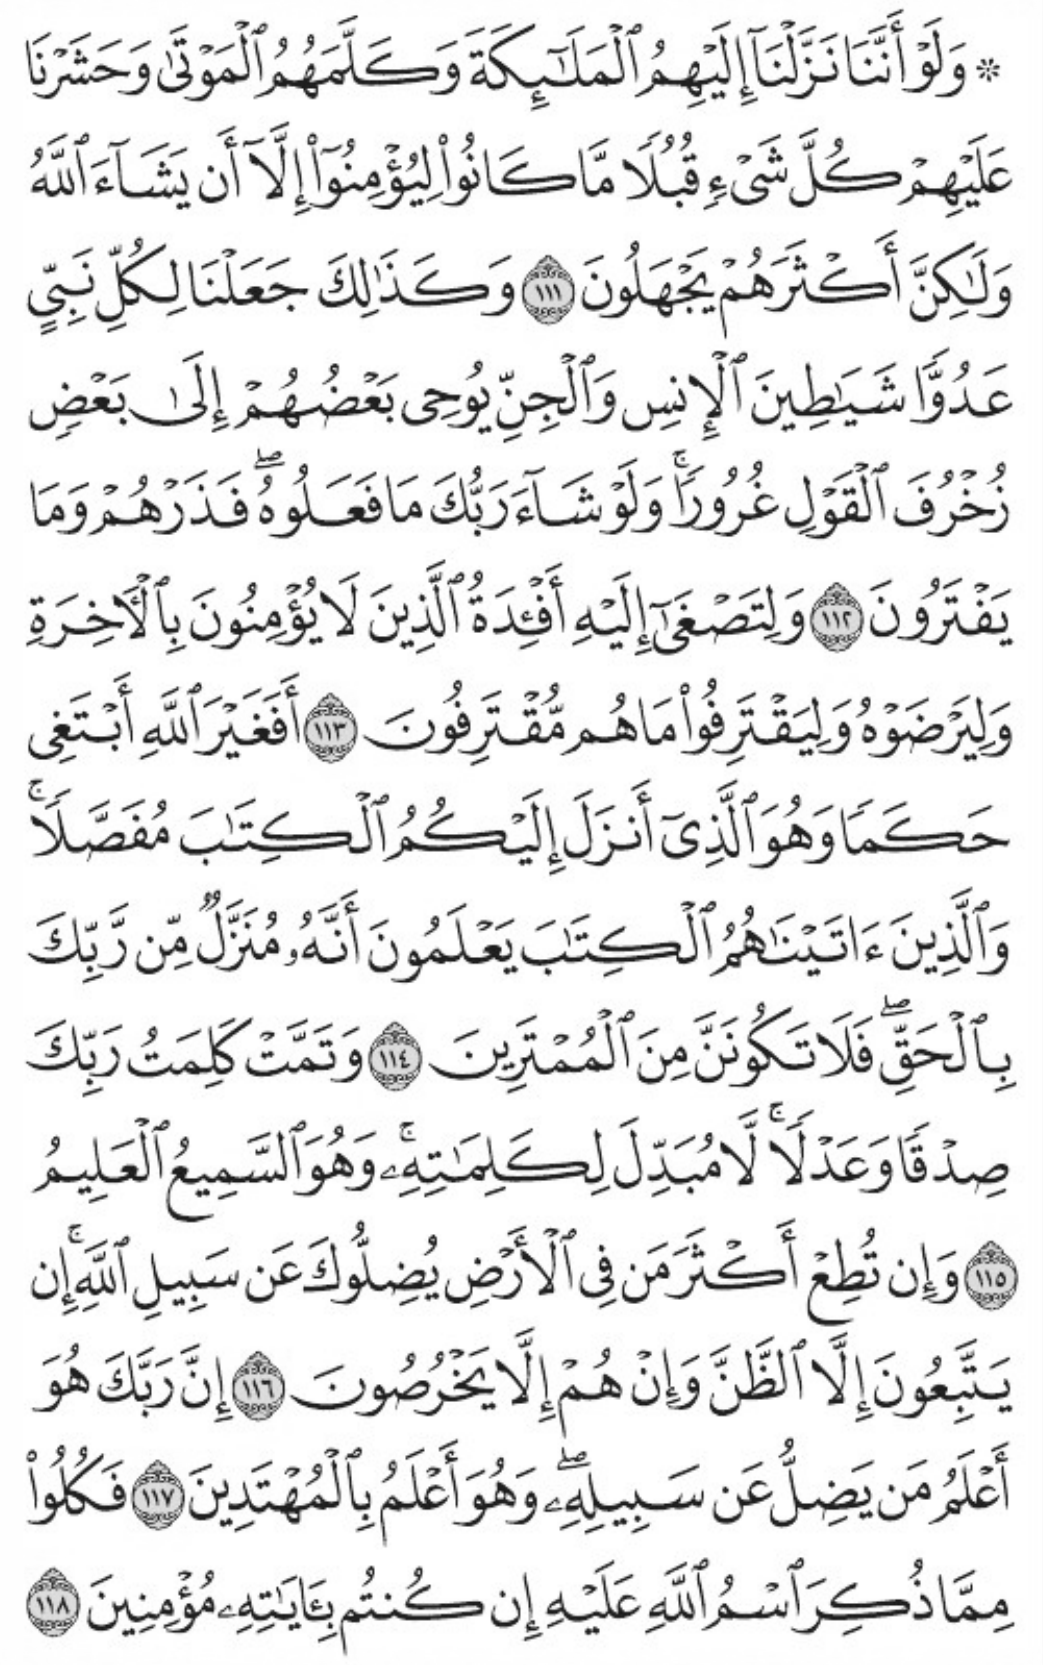 ۞ وَلَوْ أَنَّنَا نَزَّلْنَآ إِلَيْهِمُ ٱلْمَلَـٰٓئِكَةَ وَكَلَّمَهُمُ ٱلْمَوْتَىٰ وَحَشَرْنَا
عَلَيْهِمْ كُلَّ شَىْءٍ قُبُلًا مَّا كَانُوا۟ لِيُؤْمِنُوٓا۟ إِلَّآ أَن يَشَآءَ ٱللَّهُ
وَلَـٰكِنَّ أَكْثَرَهُمْ يَجْهَلُونَ ١١١ وَكَذَٰلِكَ جَعَلْنَا لِكُلِّ نَبِىٍّ
عَدُوًّا شَيَـٰطِينَ ٱلْإِنسِ وَٱلْجِنِّ يُوحِى بَعْضُهُمْ إِلَىٰ بَعْضٍ
زُخْرُفَ ٱلْقَوْلِ غُرُورًا ۚ وَلَوْ شَآءَ رَبُّكَ مَا فَعَلُوهُ ۖ فَذَرْهُمْ وَمَا
يَفْتَرُونَ ١١٢ وَلِتَصْغَىٰٓ إِلَيْهِ أَفْـِٔدَةُ ٱلَّذِينَ لَا يُؤْمِنُونَ بِٱلْـَٔاخِرَةِ
وَلِيَرْضَوْهُ وَلِيَقْتَرِفُوا۟ مَا هُم مُّقْتَرِفُونَ ١١٣ أَفَغَيْرَ ٱللَّهِ أَبْتَغِى
حَكَمًا وَهُوَ ٱلَّذِىٓ أَنزَلَ إِلَيْكُمُ ٱلْكِتَـٰبَ مُفَصَّلًا ۚ
وَٱلَّذِينَ ءَاتَيْنَـٰهُمُ ٱلْكِتَـٰبَ يَعْلَمُونَ أَنَّهُۥ مُنَزَّلٌ مِّن رَّبِّكَ
بِٱلْحَقِّ ۖ فَلَا تَكُونَنَّ مِنَ ٱلْمُمْتَرِينَ ١١٤ وَتَمَّتْ كَلِمَتُ رَبِّكَ
صِدْقًا وَعَدْلًا ۚ لَّا مُبَدِّلَ لِكَلِمَـٰتِهِۦ ۚ وَهُوَ ٱلسَّمِيعُ ٱلْعَلِيمُ
١١٥ وَإِن تُطِعْ أَكْثَرَ مَن فِى ٱلْأَرْضِ يُضِلُّوكَ عَن سَبِيلِ ٱللَّهِ ۚ إِن
يَتَّبِعُونَ إِلَّا ٱلظَّنَّ وَإِنْ هُمْ إِلَّا يَخْرُصُونَ ١١٦ إِنَّ رَبَّكَ هُوَ
أَعْلَمُ مَن يَضِلُّ عَن سَبِيلِهِۦ ۖ وَهُوَ أَعْلَمُ بِٱلْمُهْتَدِينَ ١١٧ فَكُلُوا۟
مِمَّا ذُكِرَ ٱسْمُ ٱللَّهِ عَلَيْهِ إِن كُنتُم بِـَٔايَـٰتِهِۦ مُؤْمِنِينَ ١١٨